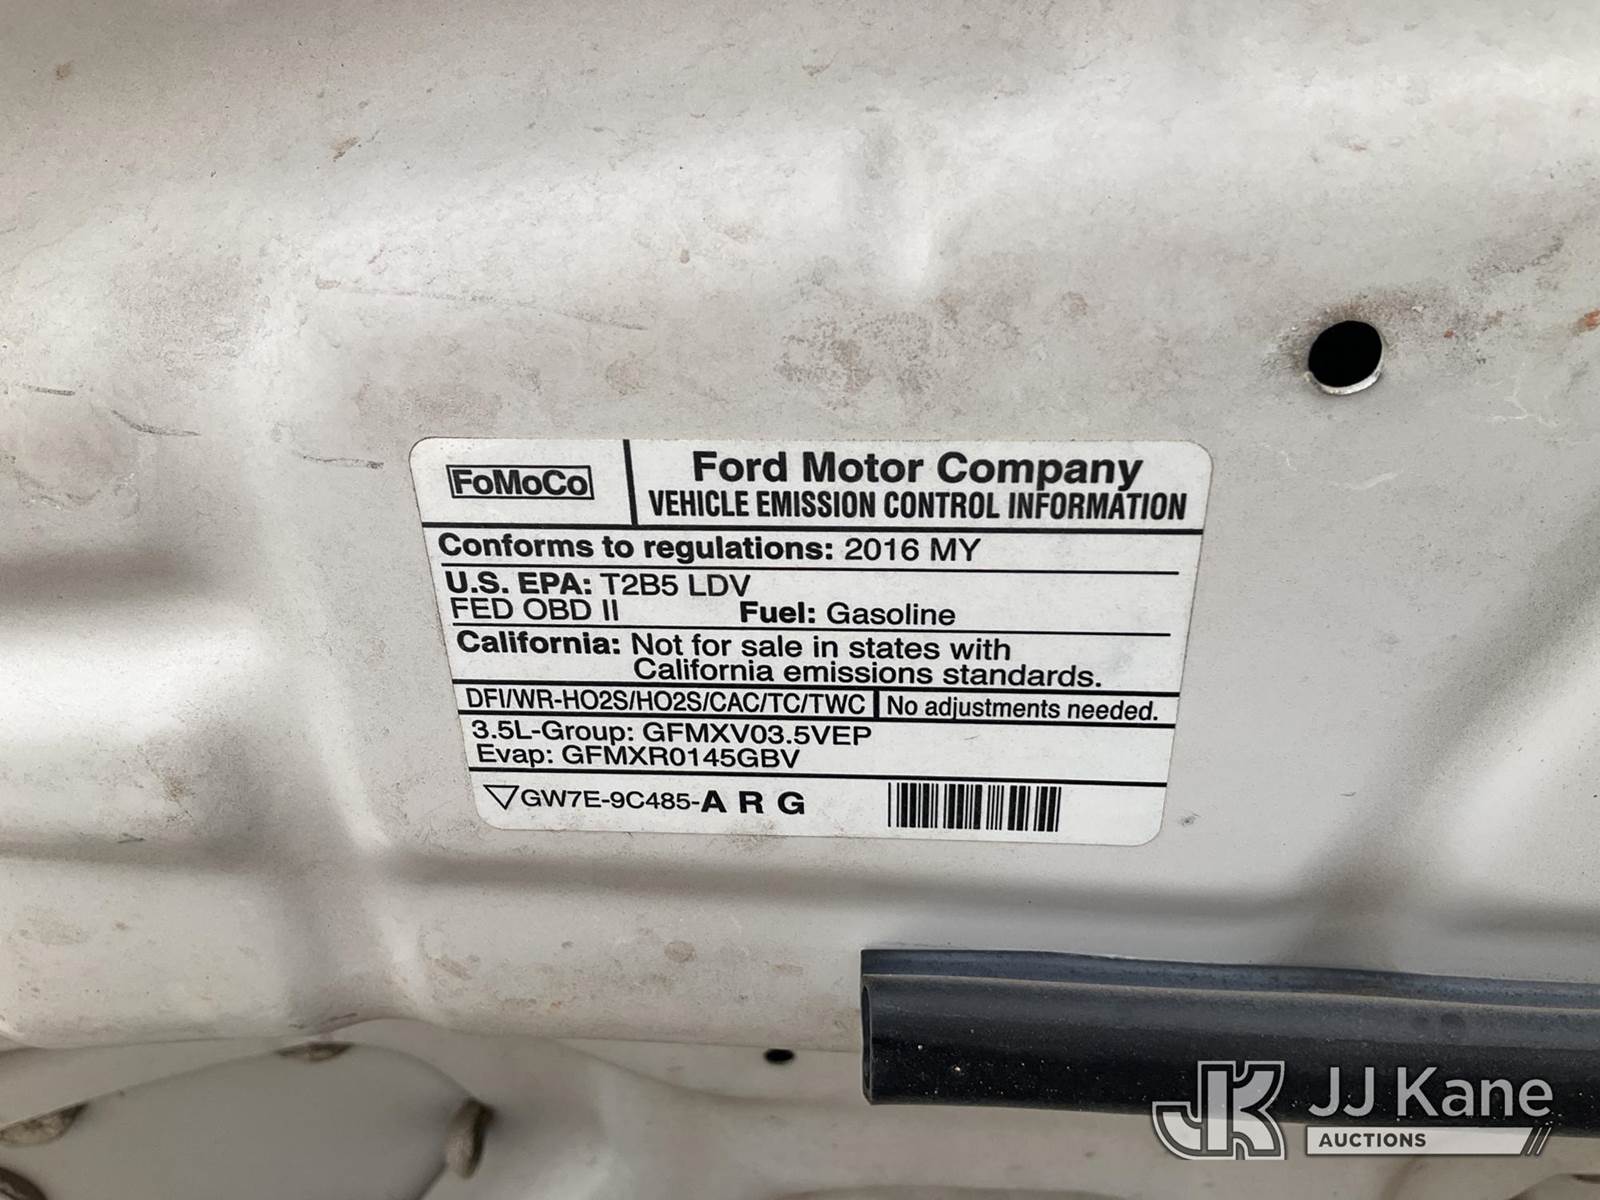 FoMoCo
Ford Motor Company
VEHICLE EMISSION CONTROL INFORMATION
Conforms to regulations: 2016 MY
U.S. EPA: T2B5 LDV
FED OBD II Fuel: Gasoline
California: Not for sale in states with
California emissions standards.
DFI/WR-HO2S/HO2S/CAC/TC/TWC No adjustments needed.
3.5L-Group: GFMXV03.5VEP
Evap: GFMXR0145GBV
GW7E-9C485-A R G
JK JJ Kane
AUCTIONS